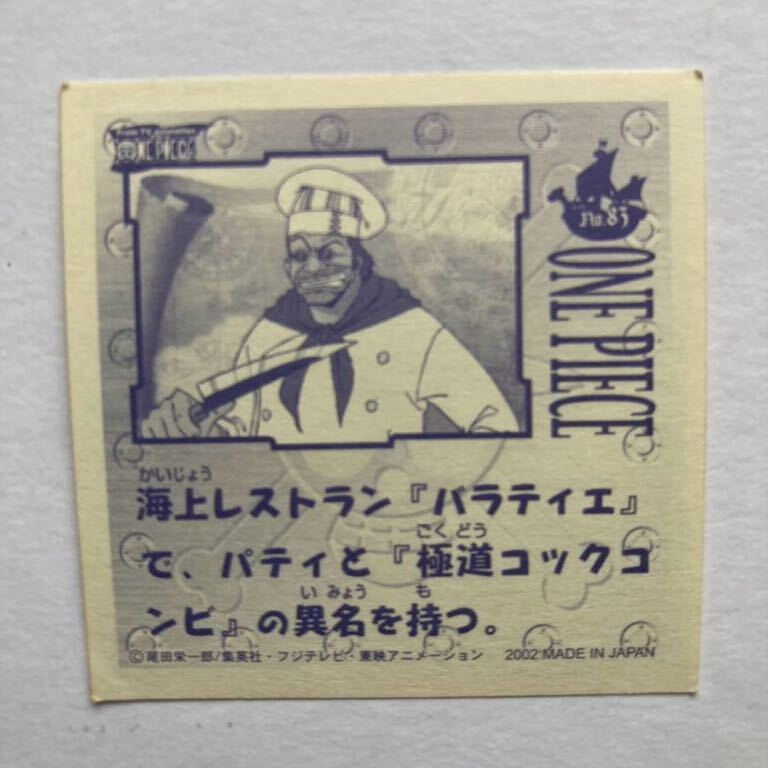 From TV animation
ONE PIECE
No.83
ONE PIECE
かいじょう
海上レストラン『バラティエ』
ごくどう
で、パティと『極道コックコ
いみょう も
ンビ』の異名を持つ。
©尾田栄一郎/集英社・フジテレビ・東映アニメーション 2002 MADE IN JAPAN